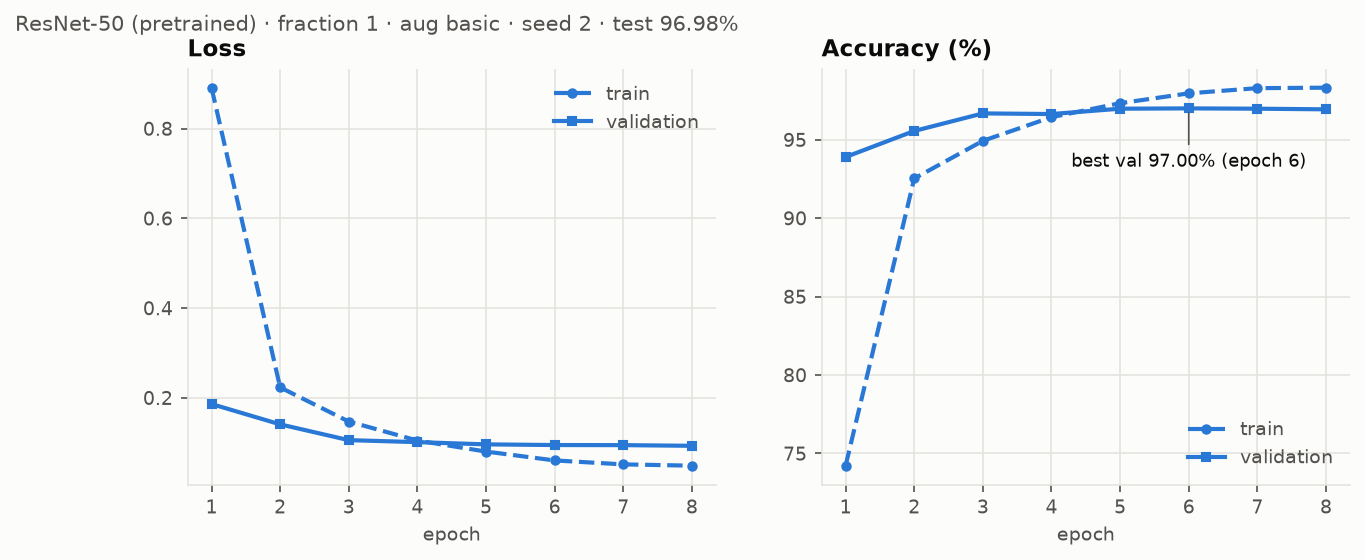 ResNet-50 (pretrained) · fraction 1 · aug basic · seed 2 · test 96.98%
Loss
train
validation
0.8
0.6
0.4
0.2
1 2 3 4 5 6 7 8
epoch
Accuracy (%)
95
90
85
80
75
best val 97.00% (epoch 6)
train
validation
1 2 3 4 5 6 7 8
epoch